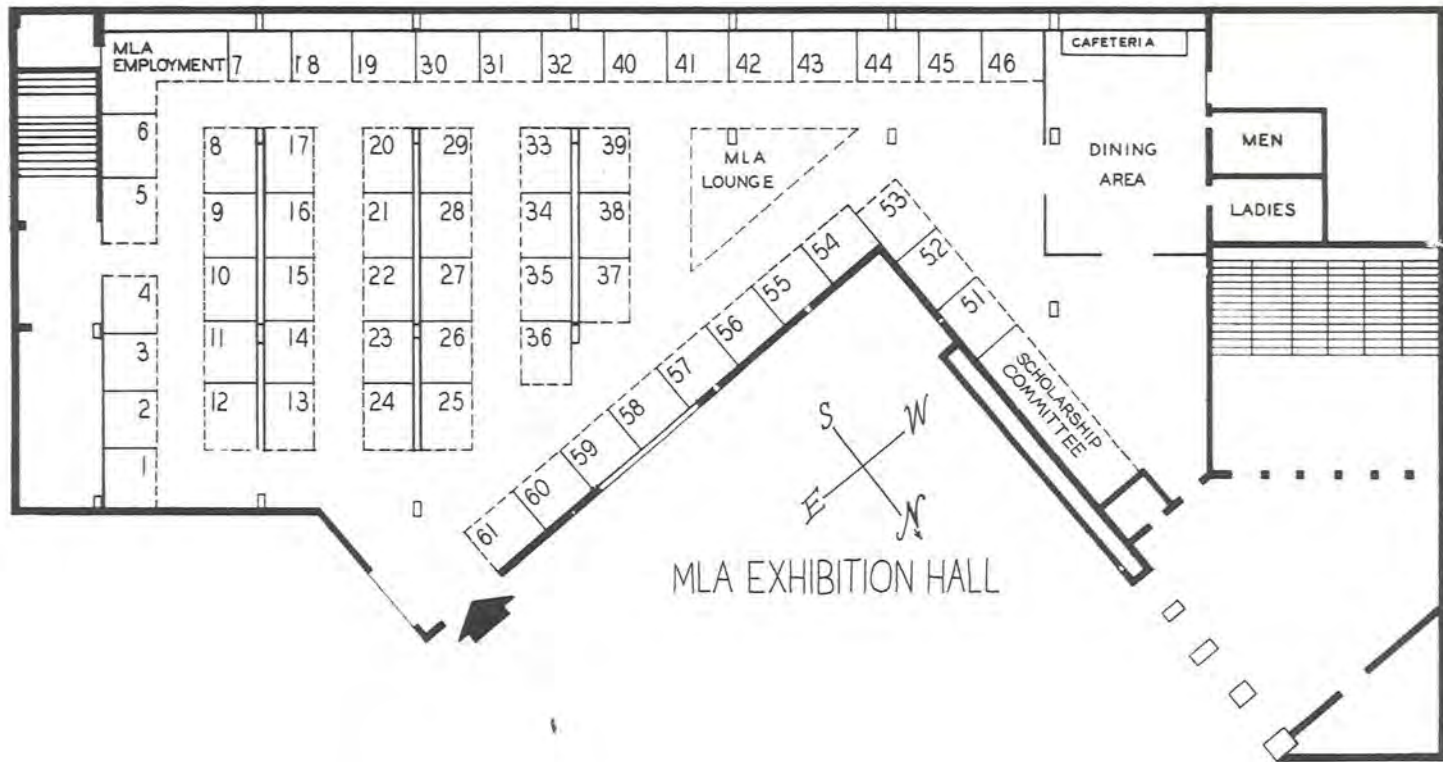 MLA
EMPLOYMENT
7 18 19 30 31 32 40 41 42 43 44 45 46
CAFETERIA
6
5
4
3
2
1
8 17
9 16
10 15
11 14
12 13
20 29
21 28
22 27
23 26
24 25
33 39
34 38
35 37
36
MLA
LOUNGE
DINING
AREA
MEN
LADIES
53
52
51
SCHOLARSHIP
COMMITTEE
54
55
56
57
58
59
60
61
S W
E N
MLA EXHIBITION HALL